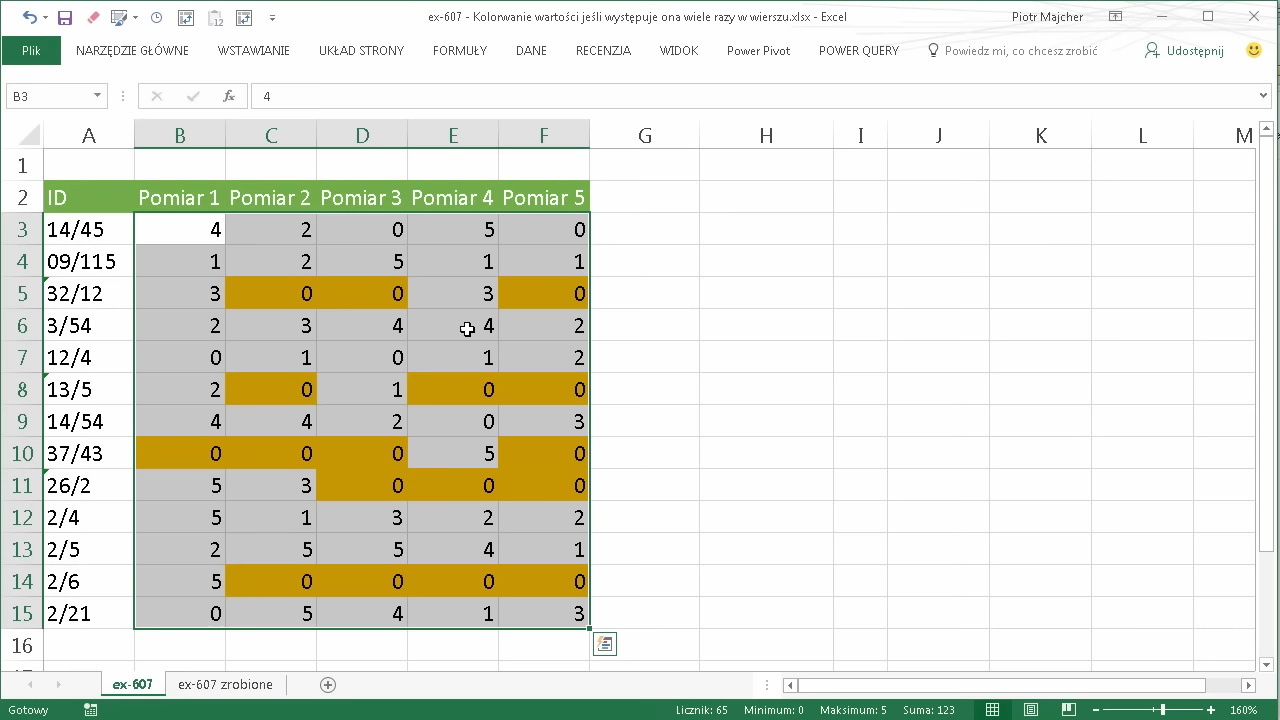 12
ex-607 - Kolorwanie wartości jeśli występuję ona wiele razy w wierszu.xlsx - Excel
Piotr Majcher
Plik
NARZĘDZIE GŁÓWNE
WSTAWIANIE
UKŁAD STRONY
FORMUŁY
DANE
RECENZJA
WIDOK
Power Pivot
POWER QUERY
Powiedz mi, co chcesz zrobić
Udostępnij
B3
fx
4
A B C D E F G H I J K L M
1
2 ID Pomiar 1 Pomiar 2 Pomiar 3 Pomiar 4 Pomiar 5
3 14/45 4 2 0 5 0
4 09/115 1 2 5 1 1
5 32/12 3 0 0 3 0
6 3/54 2 3 4 4 2
7 12/4 0 1 0 1 2
8 13/5 2 0 1 0 0
9 14/54 4 4 2 0 3
10 37/43 0 0 0 5 0
11 26/2 5 3 0 0 0
12 2/4 5 1 3 2 2
13 2/5 2 5 5 4 1
14 2/6 5 0 0 0 0
15 2/21 0 5 4 1 3
16
ex-607
ex-607 zrobione
Gotowy
Licznik: 65
Minimum: 0
Maksimum: 5
Suma: 123
160%